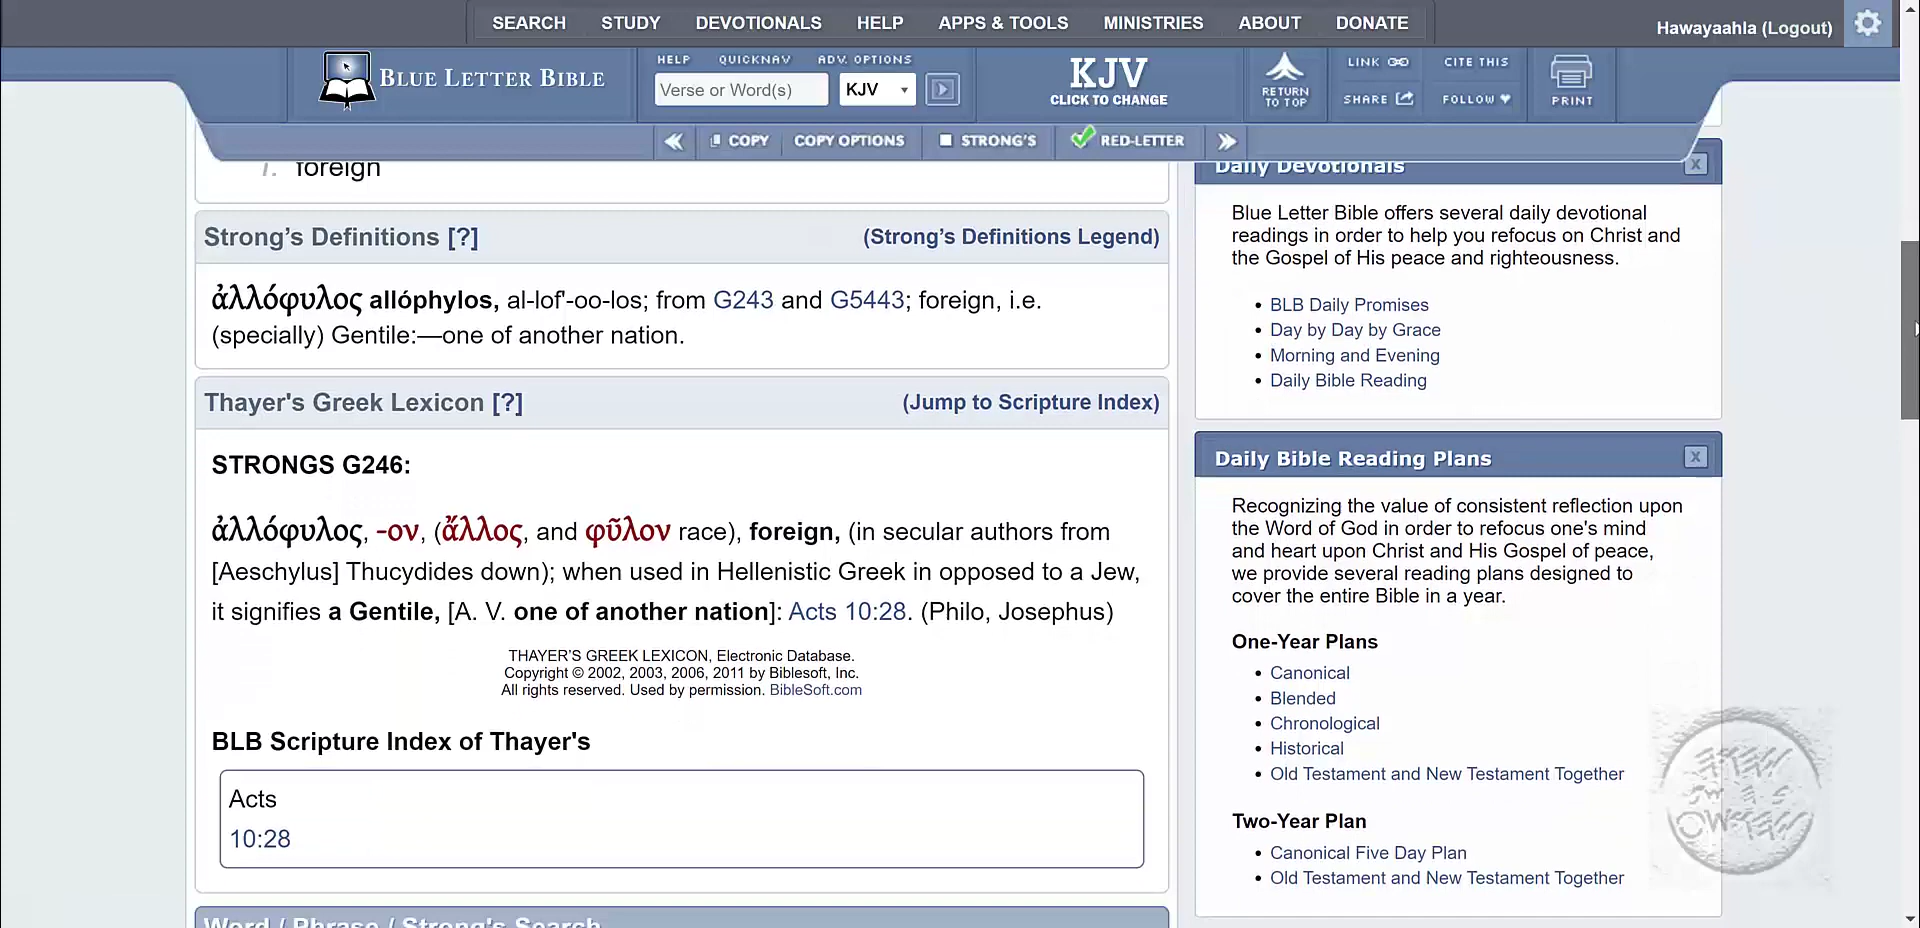 SEARCH STUDY DEVOTIONALS HELP APPS & TOOLS MINISTRIES ABOUT DONATE
Hawayaahla (Logout)
BLUE LETTER BIBLE
HELP QUICKNAV ADV. OPTIONS
Verse or Word(s) KJV
KJV
CLICK TO CHANGE
RETURN
TO TOP
LINK CITE THIS
SHARE FOLLOW
PRINT
COPY COPY OPTIONS STRONG'S RED-LETTER
foreign
Strong’s Definitions [?] (Strong’s Definitions Legend)
ἀλλόφυλος allóphylos, al-lof'-oo-los; from G243 and G5443; foreign, i.e.
(specially) Gentile:—one of another nation.
Thayer's Greek Lexicon [?] (Jump to Scripture Index)
STRONGS G246:
ἀλλόφυλος, -ον, (ἄλλος, and φῦλον race), foreign, (in secular authors from
[Aeschylus] Thucydides down); when used in Hellenistic Greek in opposed to a Jew,
it signifies a Gentile, [A. V. one of another nation]: Acts 10:28. (Philo, Josephus)
THAYER'S GREEK LEXICON, Electronic Database.
Copyright © 2002, 2003, 2006, 2011 by Biblesoft, Inc.
All rights reserved. Used by permission. BibleSoft.com
BLB Scripture Index of Thayer's
Acts
10:28
Word / Phrase / Strong's Search
Daily Devotionals
x
Blue Letter Bible offers several daily devotional
readings in order to help you refocus on Christ and
the Gospel of His peace and righteousness.
• BLB Daily Promises
• Day by Day by Grace
• Morning and Evening
• Daily Bible Reading
Daily Bible Reading Plans
x
Recognizing the value of consistent reflection upon
the Word of God in order to refocus one's mind
and heart upon Christ and His Gospel of peace,
we provide several reading plans designed to
cover the entire Bible in a year.
One-Year Plans
• Canonical
• Blended
• Chronological
• Historical
• Old Testament and New Testament Together
Two-Year Plan
• Canonical Five Day Plan
• Old Testament and New Testament Together